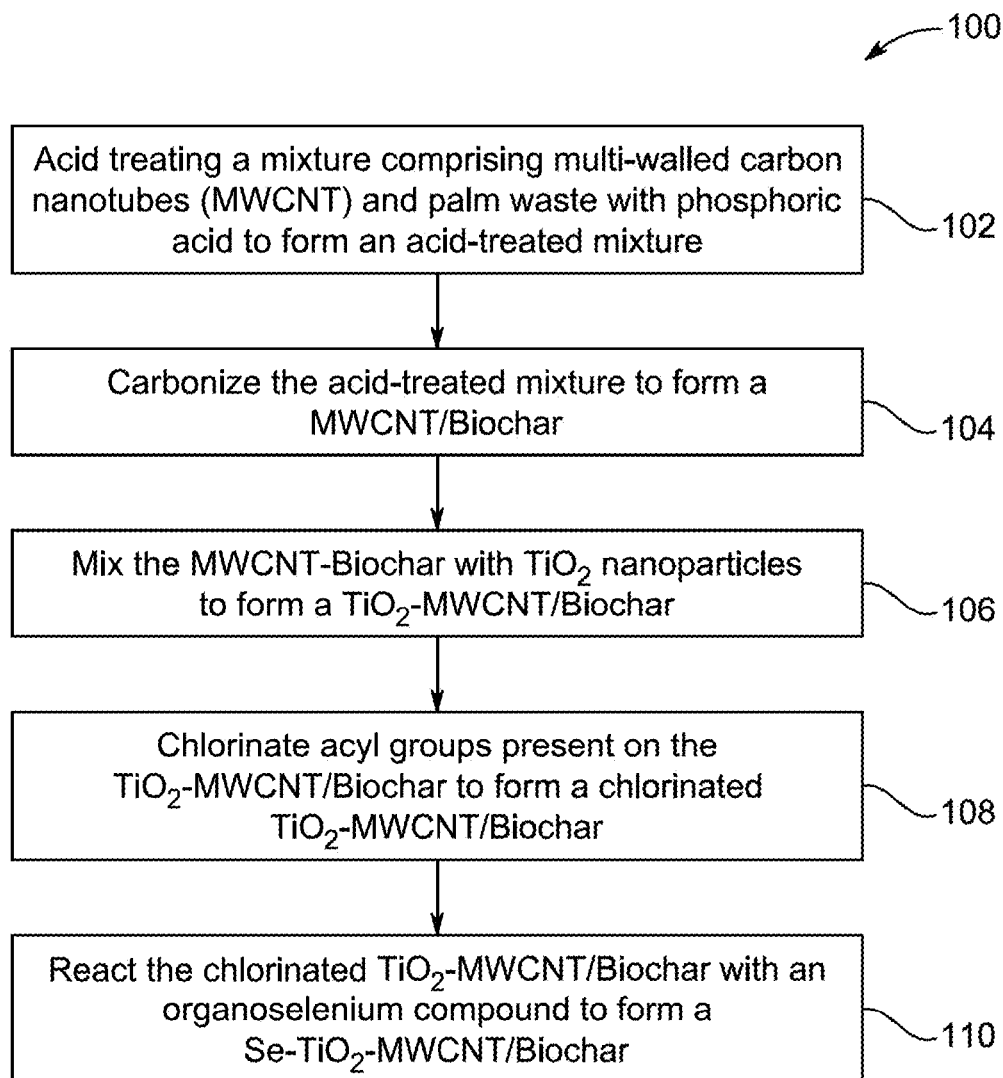 100
Acid treating a mixture comprising multi-walled carbon
nanotubes (MWCNT) and palm waste with phosphoric
acid to form an acid-treated mixture
102
Carbonize the acid-treated mixture to form a
MWCNT/Biochar
104
Mix the MWCNT-Biochar with TiO₂ nanoparticles
to form a TiO₂-MWCNT/Biochar
106
Chlorinate acyl groups present on the
TiO₂-MWCNT/Biochar to form a chlorinated
TiO₂-MWCNT/Biochar
108
React the chlorinated TiO₂-MWCNT/Biochar with an
organoselenium compound to form a
Se-TiO₂-MWCNT/Biochar
110